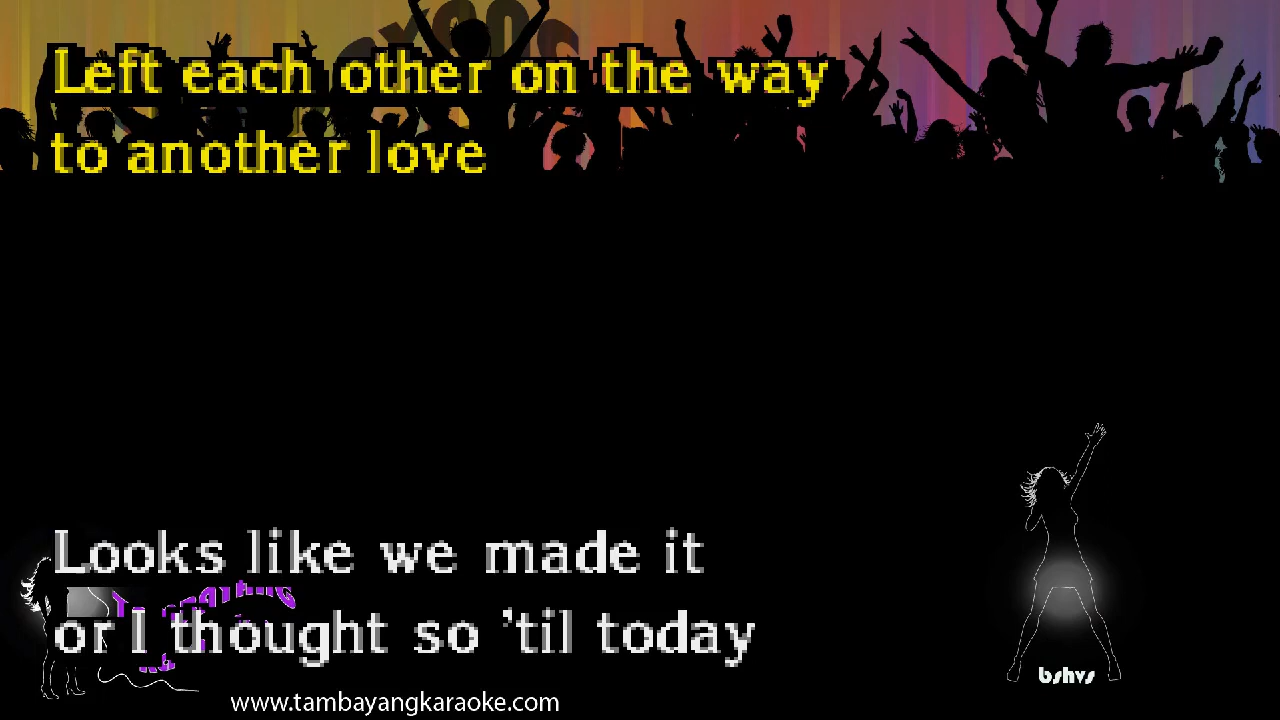 Left each other on the way
to another love
Looks like we made it
or I thought so 'til today
bshvs
www.tambayangkaraoke.com